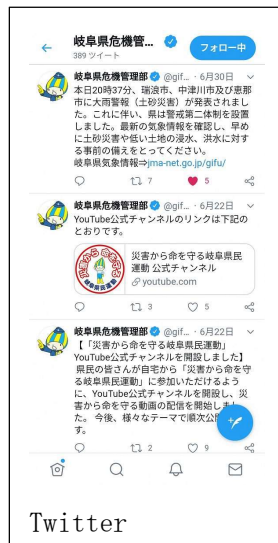 岐阜県危機管... フォロー中
389 ツイート
岐阜県危機管理部 @gif... ・6月30日
本日20時37分、瑞浪市、中津川市及び恵那
市に大雨警報（土砂災害）が発表されまし
た。これに伴い、県は警戒第二体制を設置
しました。最新の気象情報を確認し、早め
に土砂災害や低い土地の浸水、洪水に対す
る事前の備えをとってください。
岐阜県気象情報⇒jma-net.go.jp/gifu/
7 5
岐阜県危機管理部 @gif... ・6月22日
YouTube公式チャンネルのリンクは下記の
とおりです。
災害から命を守る岐阜県民
運動 公式チャンネル
youtube.com
3 5
岐阜県危機管理部 @gif... ・6月22日
【「災害から命を守る岐阜県民運動」
YouTube公式チャンネルを開設しました】
県民の皆さんが自宅から「災害から命を守
る岐阜県民運動」に参加いただけるよう
に、YouTube公式チャンネルを開設し、災
害から命を守る動画の配信を開始しまし
た。今後、様々なテーマで順次公開
す。
2 9
Twitter